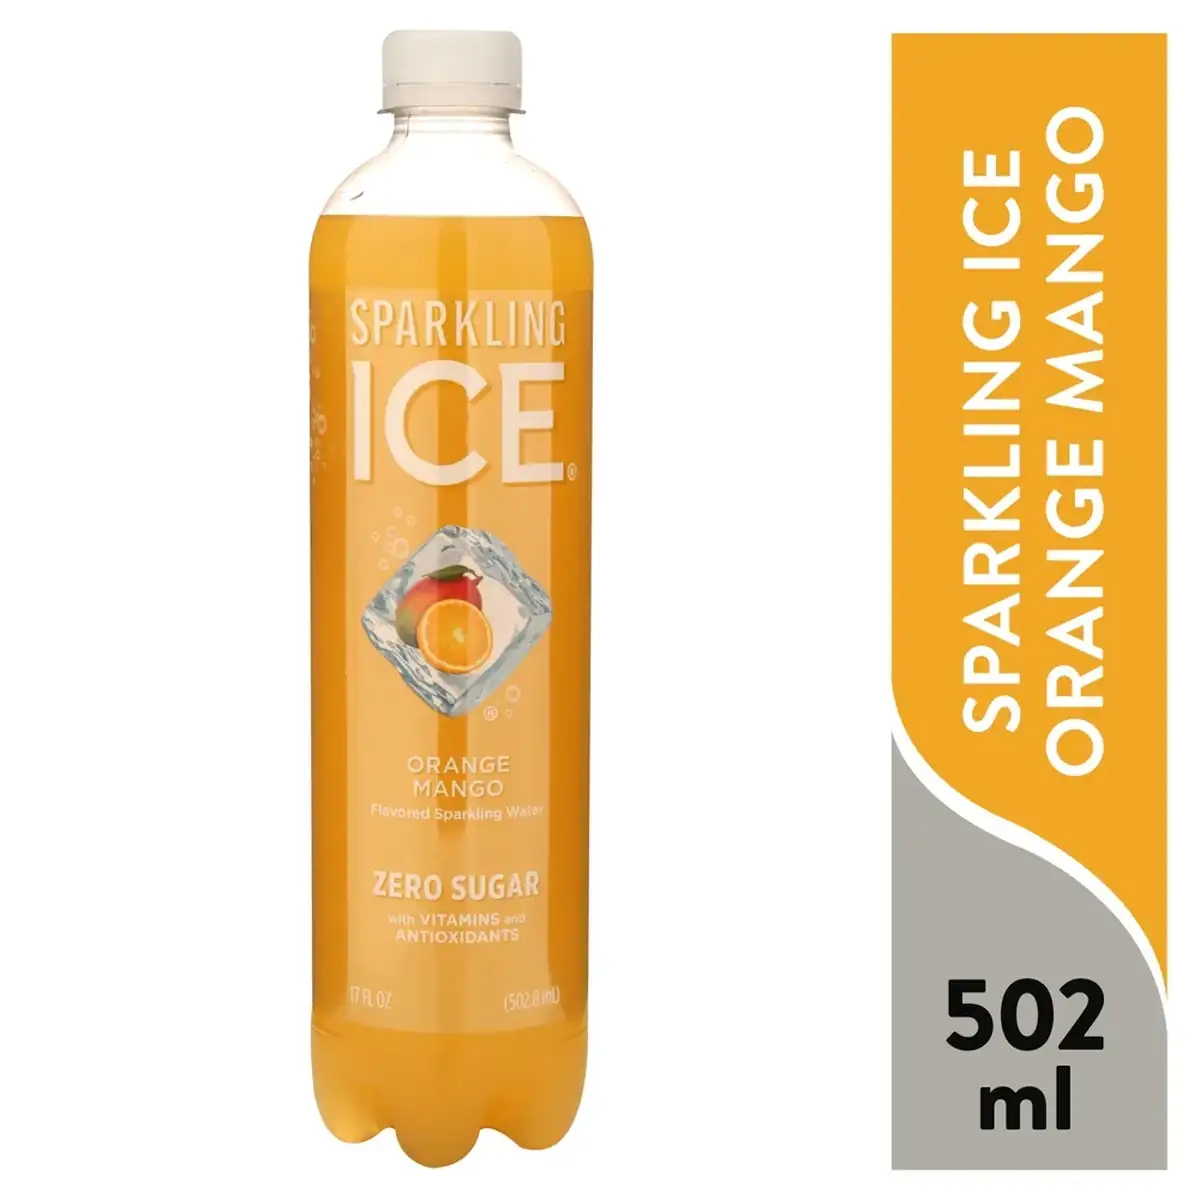 SPARKLING
ICE®
®
ORANGE
MANGO
Flavored Sparkling Water
ZERO SUGAR
with VITAMINS and
ANTIOXIDANTS
17 FL OZ (502.8 mL)
SPARKLING ICE
ORANGE MANGO
502
ml